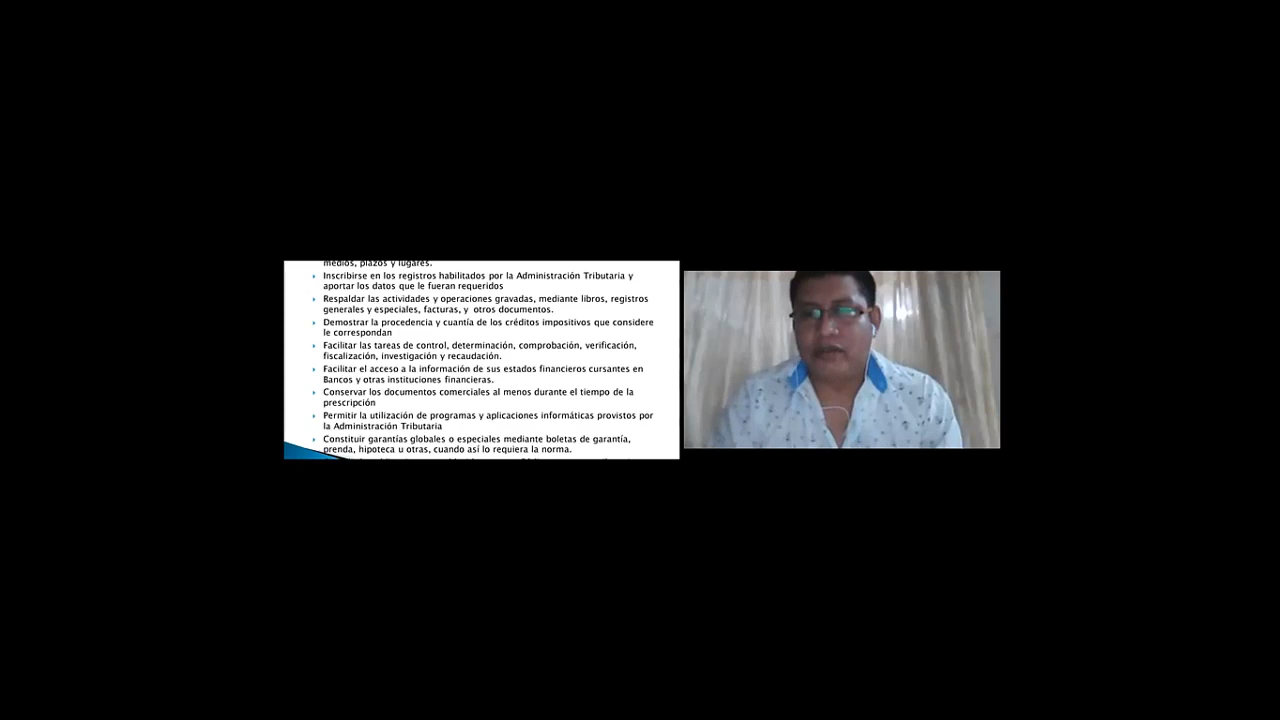 medios, plazos y lugares.
Inscribirse en los registros habilitados por la Administración Tributaria y
aportar los datos que le fueran requeridos
Respaldar las actividades y operaciones gravadas, mediante libros, registros
generales y especiales, facturas, y otros documentos.
Demostrar la procedencia y cuantía de los créditos impositivos que considere
le correspondan
Facilitar las tareas de control, determinación, comprobación, verificación,
fiscalización, investigación y recaudación.
Facilitar el acceso a la información de sus estados financieros cursantes en
Bancos y otras instituciones financieras.
Conservar los documentos comerciales al menos durante el tiempo de la
prescripción
Permitir la utilización de programas y aplicaciones informáticas provistos por
la Administración Tributaria
Constituir garantías globales o especiales mediante boletas de garantía,
prenda, hipoteca u otras, cuando así lo requiera la norma.